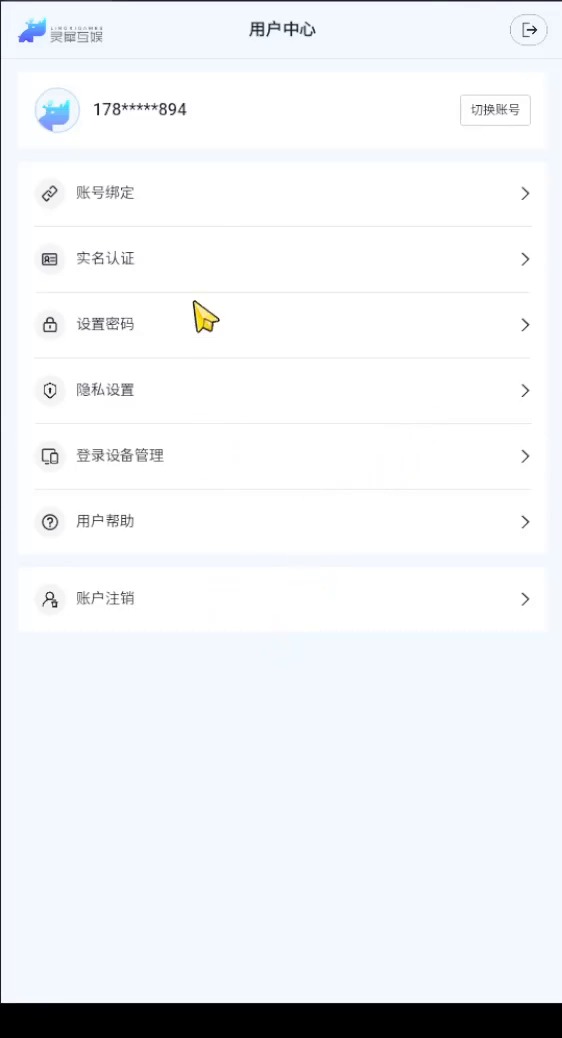 LINGXIGAMES
灵犀互娱
用户中心
178*****894
切换账号
账号绑定
实名认证
设置密码
隐私设置
登录设备管理
用户帮助
账户注销